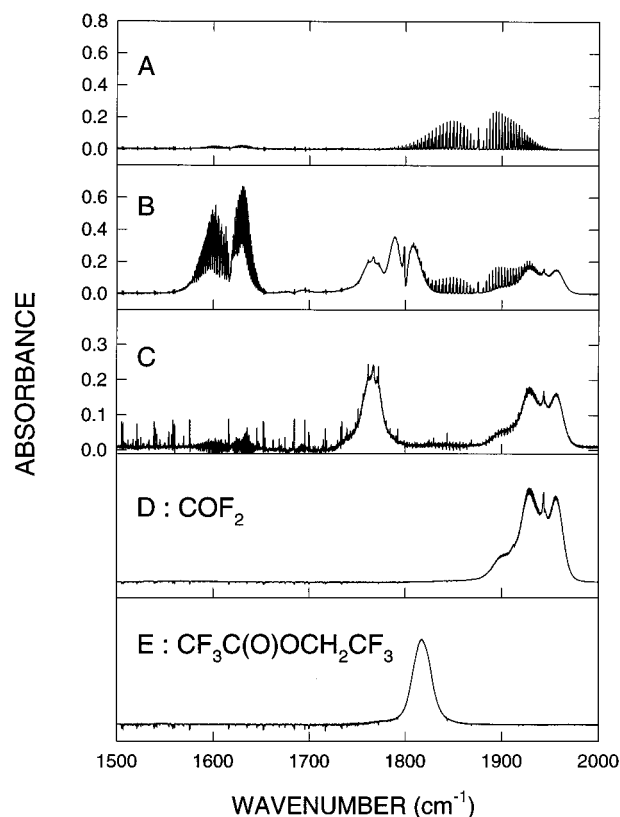 0.8
0.6
0.4
0.2
0.0
A
0.6
0.4
0.2
0.0
B
0.3
0.2
0.1
0.0
C
D : COF₂
E : CF₃C(O)OCH₂CF₃
ABSORBANCE
1500 1600 1700 1800 1900 2000
WAVENUMBER (cm⁻¹)